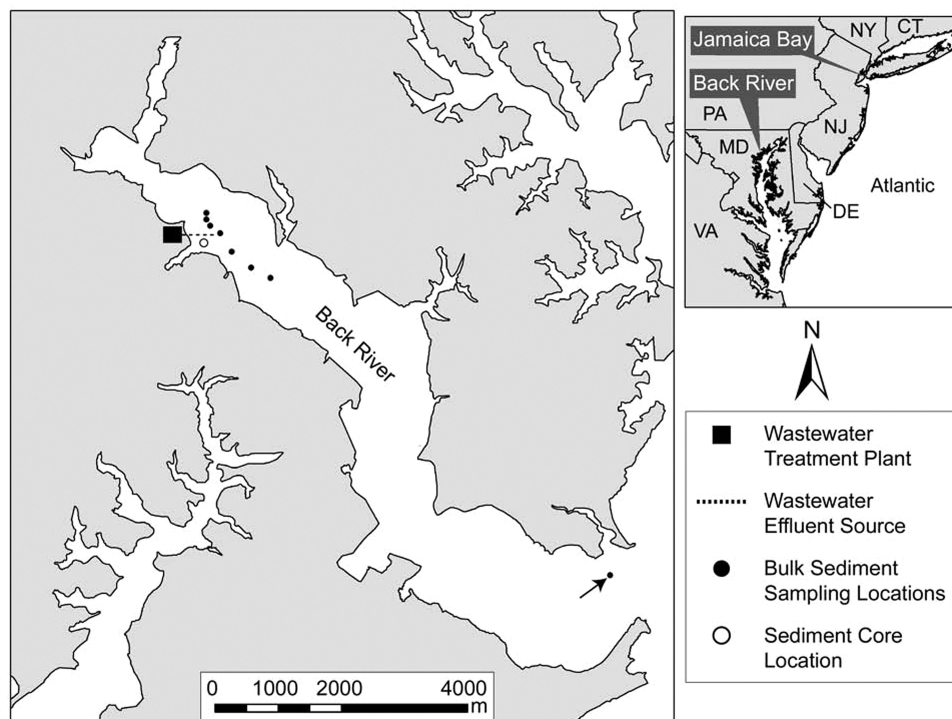 Back River
0 1000 2000 4000
m
Jamaica Bay
Back River
NY
CT
PA
MD
NJ
VA
DE
Atlantic
N
Wastewater
Treatment Plant
Wastewater
Effluent Source
Bulk Sediment
Sampling Locations
Sediment Core
Location